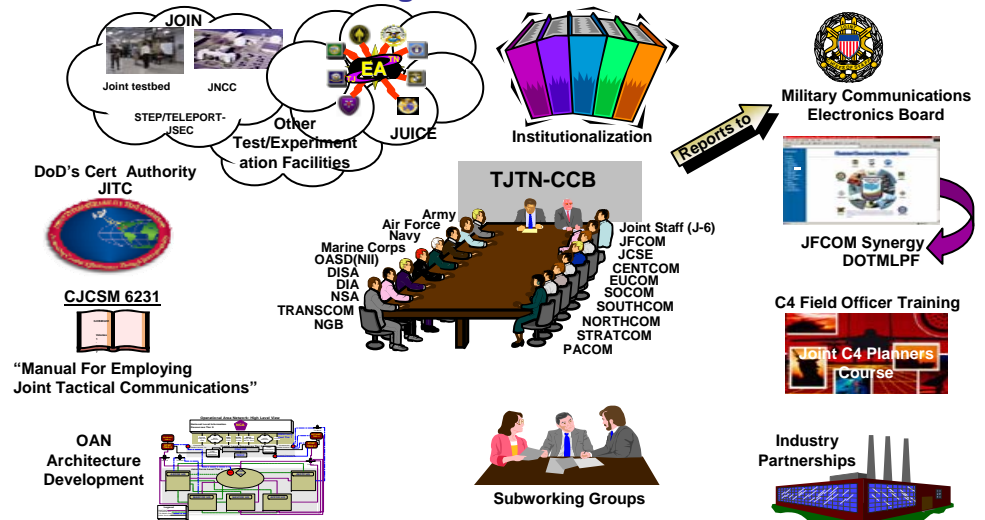 JOIN
Joint testbed
JNCC
STEP/TELEPORT-
JSEC
Other
Test/Experiment
ation Facilities
EA
JUICE
Institutionalization
Reports to
Military Communications
Electronics Board
DoD's Cert Authority
JITC
TJTN-CCB
Army
Air Force
Navy
Marine Corps
OASD(NII)
DISA
DIA
NSA
TRANSCOM
NGB
Joint Staff (J-6)
JFCOM
JCSE
CENTCOM
EUCOM
SOCOM
SOUTHCOM
NORTHCOM
STRATCOM
PACOM
JFCOM Synergy
DOTMLPF
CJCSM 6231
"Manual For Employing
Joint Tactical Communications"
C4 Field Officer Training
Joint C4 Planners
Course
OAN
Architecture
Development
Operational Area Network: High Level View
Subworking Groups
Industry
Partnerships